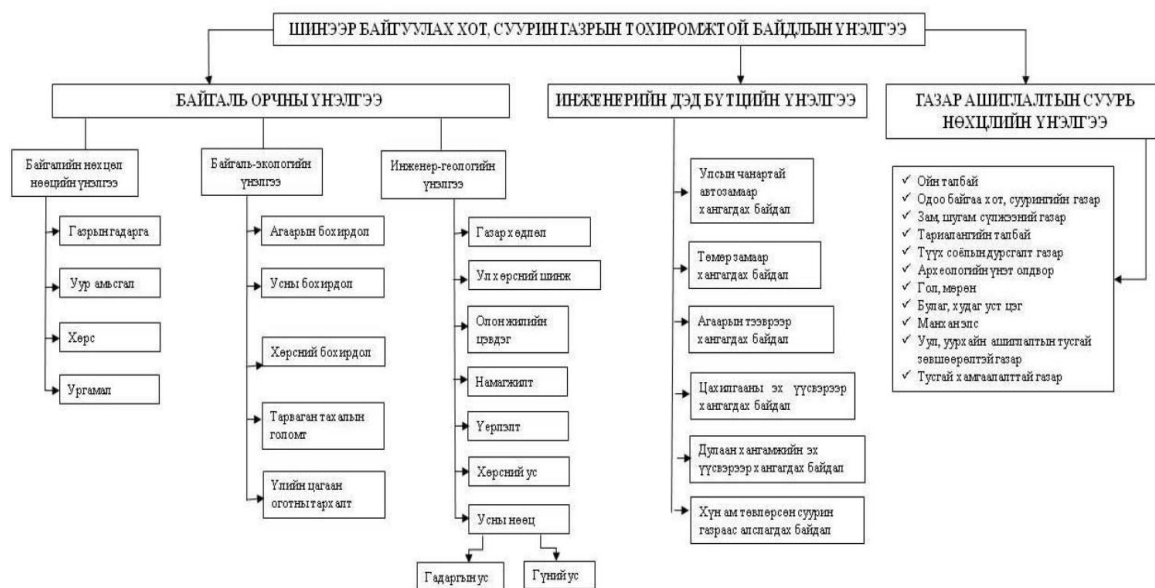 ШИНЭЭР БАЙГУУЛАХ ХОТ, СУУРИН ГАЗРЫН ТОХИРОМЖТОЙ БАЙДЛЫН ҮНЭЛГЭЭ
БАЙГАЛЬ ОРЧНЫ ҮНЭЛГЭЭ
Байгалийн нөхцөл
нөөцийн үнэлгээ
Газрын гадарга
Уур амьсгал
Хөрс
Ургамал
Байгаль-экологийн
үнэлгээ
Агаарын бохирдол
Усны бохирдол
Хөрсний бохирдол
Тарваган тахалын
голомт
Үлийн цагаан
оготны тархалт
Инженер-геологийн
үнэлгээ
Газар хөдлөл
Ул хөрсний шинж
Олон жилийн
цэвдэг
Намагжилт
Үерлэлт
Хөрсний ус
Усны нөөц
Гадаргын ус
Гүний ус
ИНЖЕНЕРИЙН ДЭД БҮТЦИЙН ҮНЭЛГЭЭ
Улсын чанартай
автозамаар
хангагдах байдал
Төмөр замаар
хангагдах байдал
Агаарын тээврээр
хангагдах байдал
Цахилгааны эх үүсвэрээр
хангагдах байдал
Дулаан хангамжийн эх
үүсвэрээр хангагдах байдал
Хүн ам төвлөрсөн суурин
газраас алслагдах байдал
ГАЗАР АШИГЛАЛТЫН СУУРЬ
НӨХЦЛИЙН ҮНЭЛГЭЭ
✓ Ойн талбай
✓ Одоо байгаа хот, сууринг­ийн газар
✓ Зам, шугам сүлжээний газар
✓ Тариалангийн талбай
✓ Түүх соёлын дурсгалт газар
✓ Археологийн үнэт олдвор
✓ Гол, мөрөн
✓ Булаг, худаг уст цэг
✓ Манхан элс
✓ Уул, уурхайн ашиглалтын тусгай
зөвшөөрөлтэй газар
✓ Тусгай хамгаалалттай газар